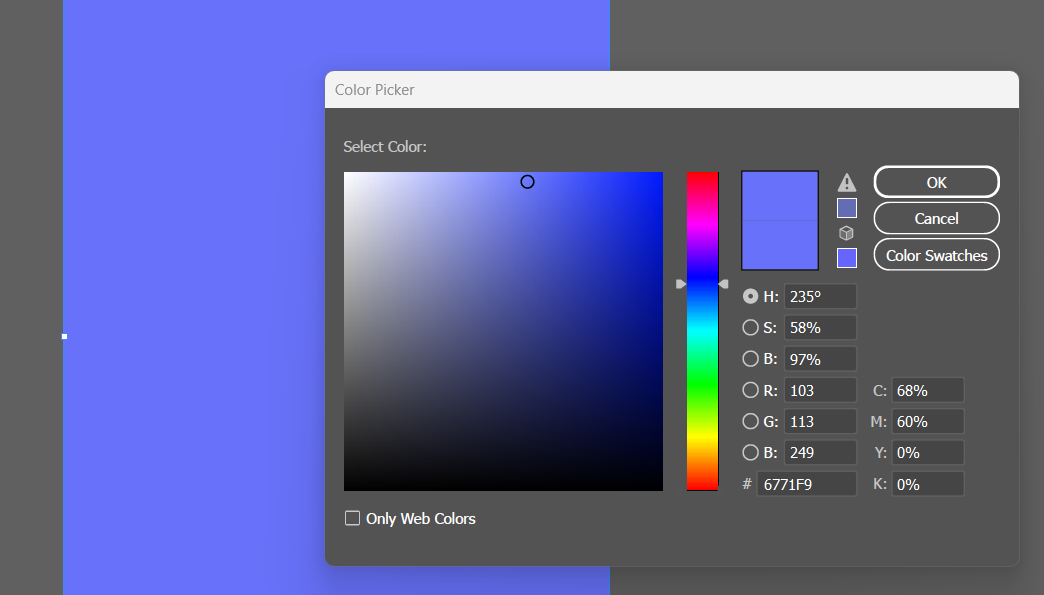 Color Picker
Select Color:
OK
Cancel
Color Swatches
H: 235°
S: 58%
B: 97%
R: 103 C: 68%
G: 113 M: 60%
B: 249 Y: 0%
# 6771F9 K: 0%
Only Web Colors